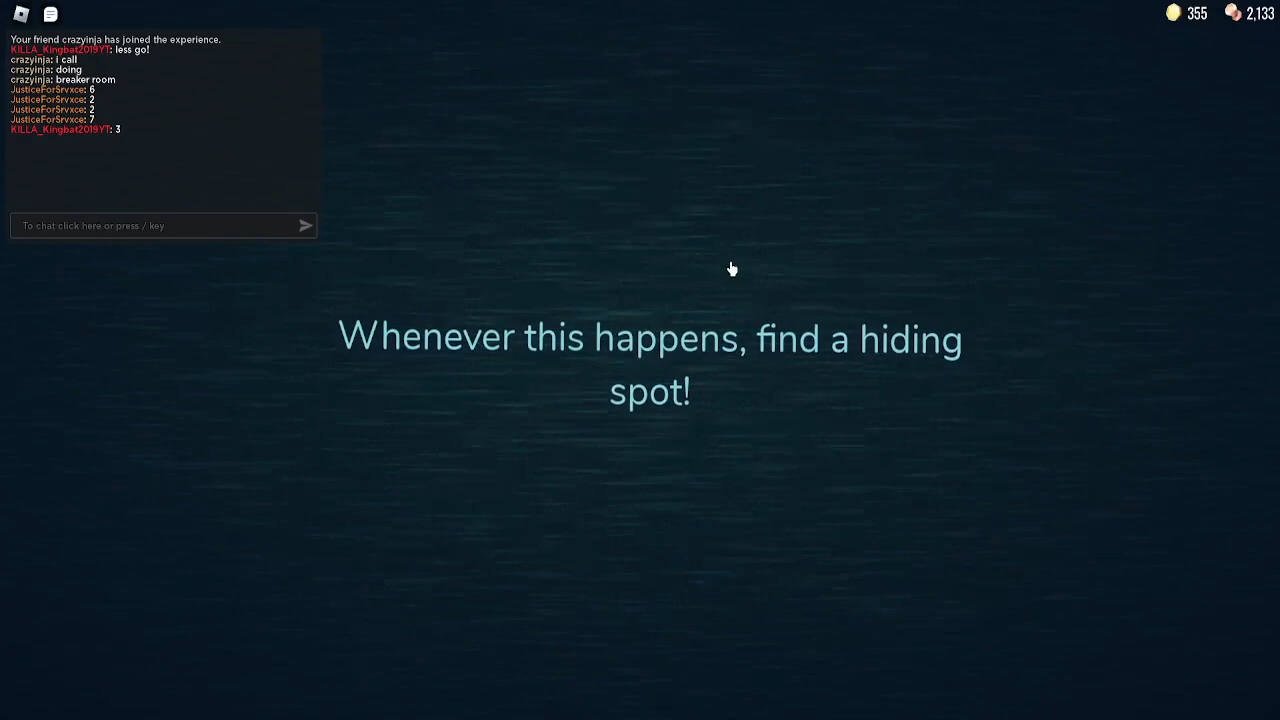 355
2,133
Your friend crazyinja has joined the experience.
KILLA_Kingbat2019YT: less go!
crazyinja: i call
crazyinja: doing
crazyinja: breaker room
JusticeForSrvxce: 6
JusticeForSrvxce: 2
JusticeForSrvxce: 2
JusticeForSrvxce: 7
KILLA_Kingbat2019YT: 3
To chat click here or press / key
Whenever this happens, find a hiding
spot!